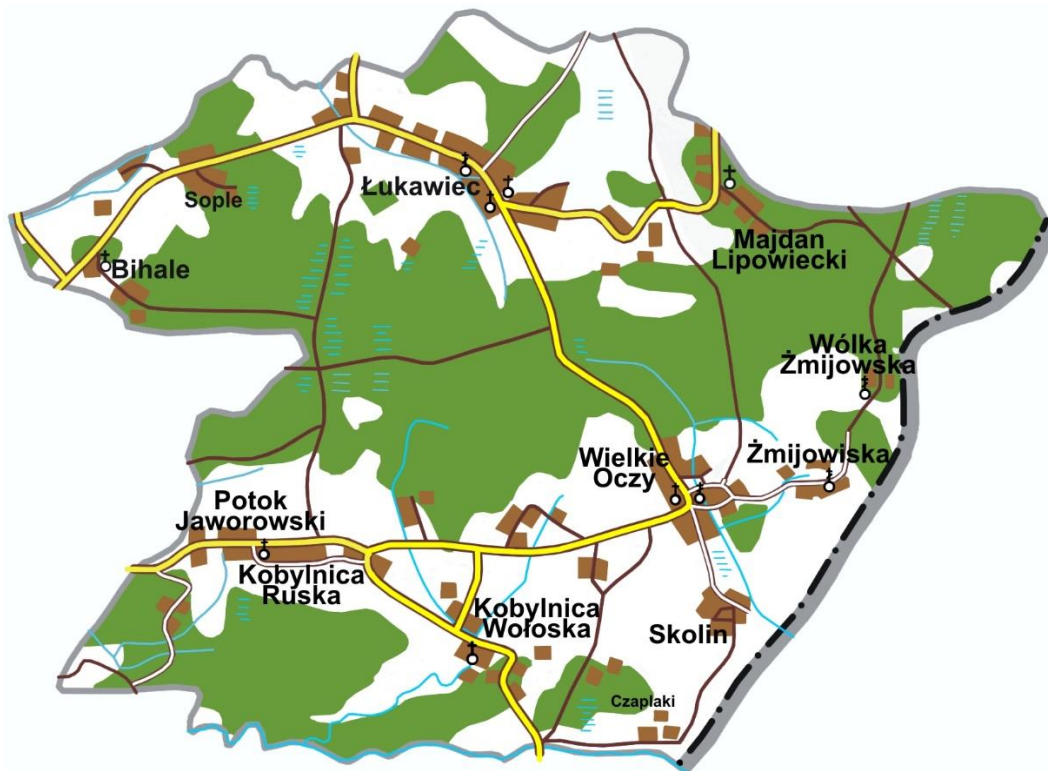 Łukawiec
Sople
Bihale
Majdan
Lipowiecki
Wólka
Żmijowska
Wielkie
Oczy
Żmijowiska
Potok
Jaworowski
Kobylnica
Ruska
Kobylnica
Wołoska
Skolin
Czaplaki